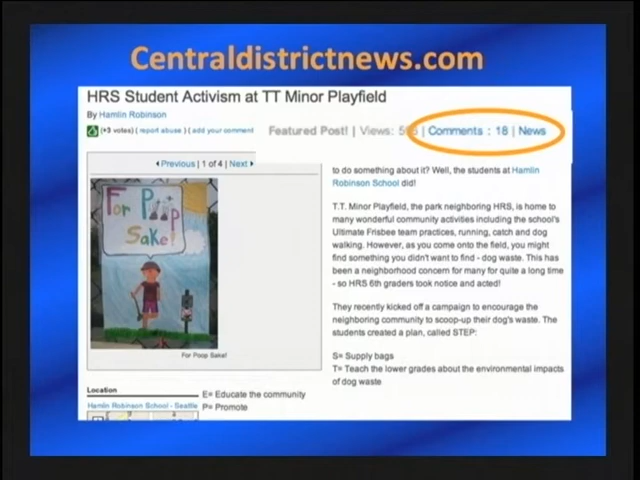 Centraldistrictnews.com
HRS Student Activism at TT Minor Playfield
By Hamlin Robinson
(+3 votes) ( report abuse ) ( add your comment
Featured Post! | Views: | Comments : 18 | News
Previous | 1 of 4 | Next
For Poop
Sake!
For Poop Sake!
Location
Hamlin Robinson School - Seattle
to do something about it? Well, the students at Hamlin
Robinson School did!
T.T. Minor Playfield, the park neighboring HRS, is home to
many wonderful community activities including the school's
Ultimate Frisbee team practices, running, catch and dog
walking. However, as you come onto the field, you might
find something you didn't want to find - dog waste. This has
been a neighborhood concern for many for quite a long time
- so HRS 6th graders took notice and acted!
They recently kicked off a campaign to encourage the
neighboring community to scoop-up their dog's waste. The
students created a plan, called STEP:
S= Supply bags
T= Teach the lower grades about the environmental impacts
of dog waste
E= Educate the community
P= Promote